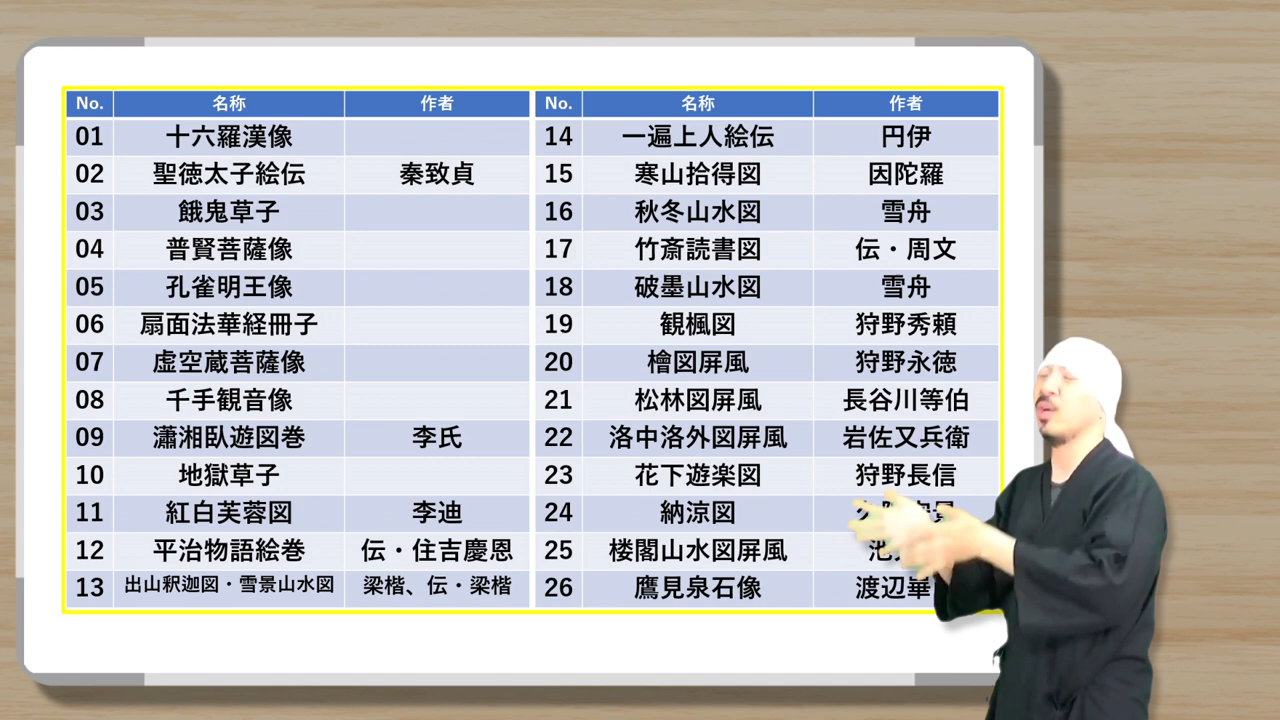 No. 名称 作者 No. 名称 作者
01 十六羅漢像 14 一遍上人絵伝 円伊
02 聖徳太子絵伝 秦致貞 15 寒山拾得図 因陀羅
03 餓鬼草子 16 秋冬山水図 雪舟
04 普賢菩薩像 17 竹斎読書図 伝・周文
05 孔雀明王像 18 破墨山水図 雪舟
06 扇面法華経冊子 19 観楓図 狩野秀頼
07 虚空蔵菩薩像 20 檜図屏風 狩野永徳
08 千手観音像 21 松林図屏風 長谷川等伯
09 瀟湘臥遊図巻 李氏 22 洛中洛外図屏風 岩佐又兵衛
10 地獄草子 23 花下遊楽図 狩野長信
11 紅白芙蓉図 李迪 24 納涼図
12 平治物語絵巻 伝・住吉慶恩 25 楼閣山水図屏風
13 出山釈迦図・雪景山水図 梁楷、伝・梁楷 26 鷹見泉石像 渡辺